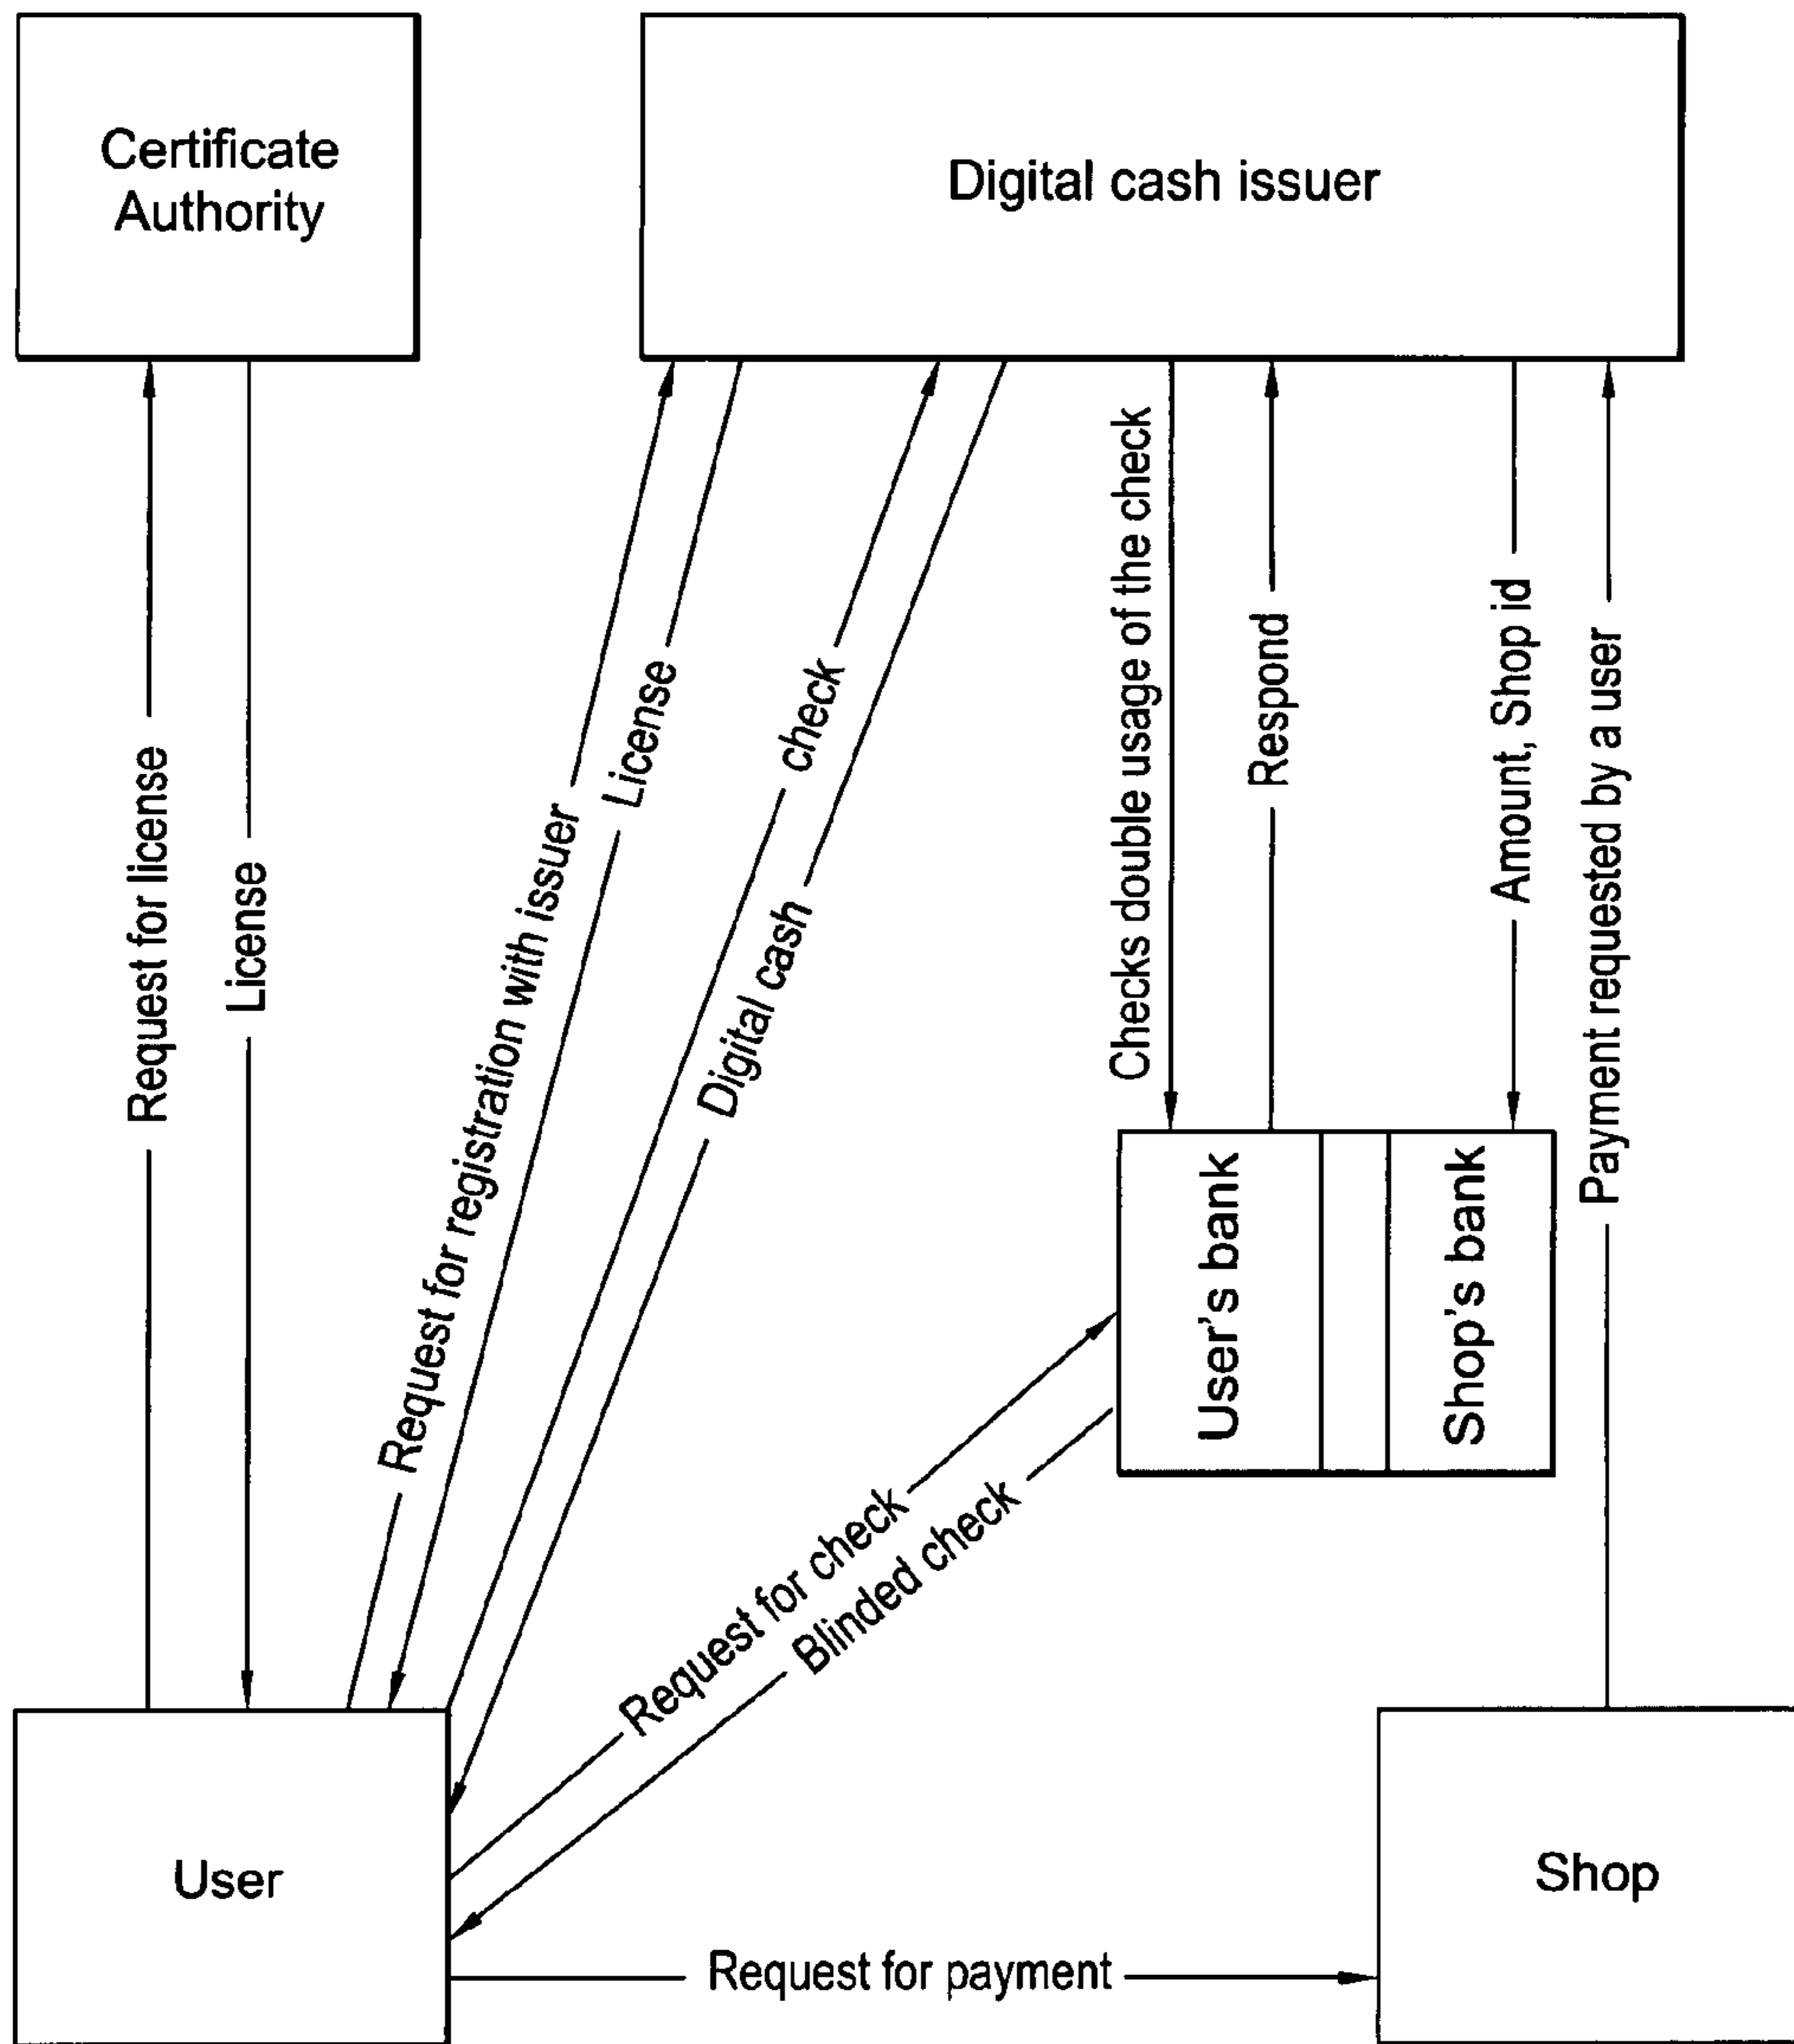 Certificate
Authority
Digital cash issuer
Request for license
License
Request for registration with issuer
License
check
Digital cash
Checks double usage of the check
Respond
Amount, Shop id
Payment requested by a user
User's bank
Shop's bank
Request for check
Blinded check
User
Request for payment
Shop